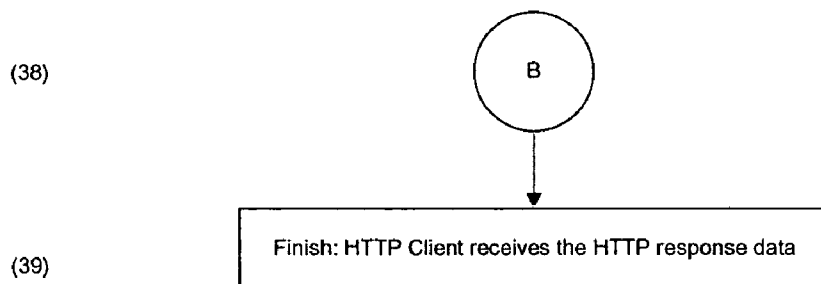 (38)
B
Finish: HTTP Client receives the HTTP response data
(39)